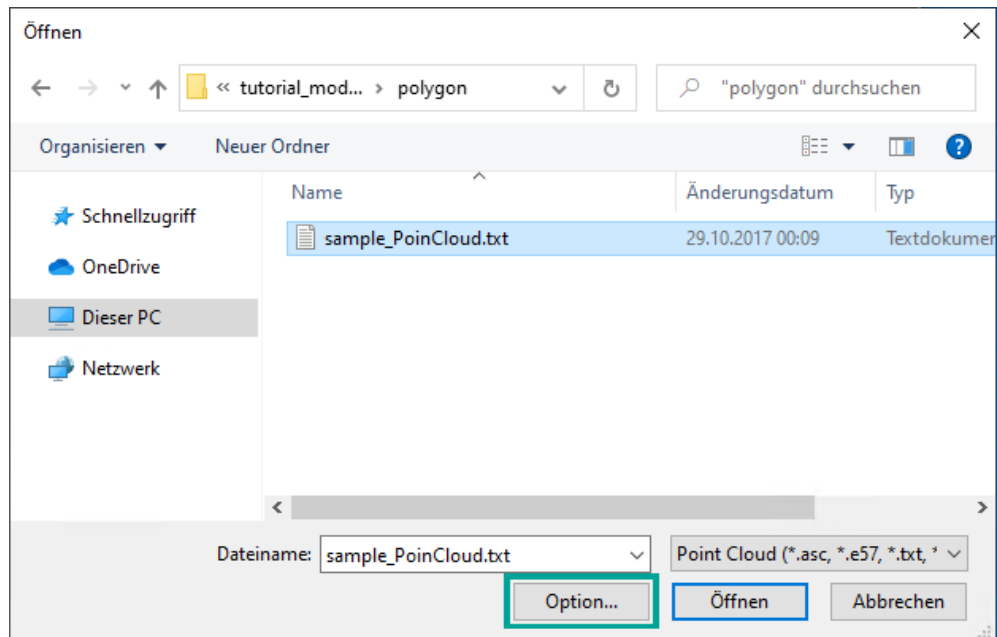 Öffnen
« tutorial_mod... › polygon "polygon" durchsuchen
Organisieren Neuer Ordner ?
Name Änderungsdatum Typ
Schnellzugriff
sample_PoinCloud.txt 29.10.2017 00:09 Textdokumen
OneDrive
Dieser PC
Netzwerk
Dateiname: sample_PoinCloud.txt Point Cloud (*.asc, *.e57, *.txt, *
Option... Öffnen Abbrechen